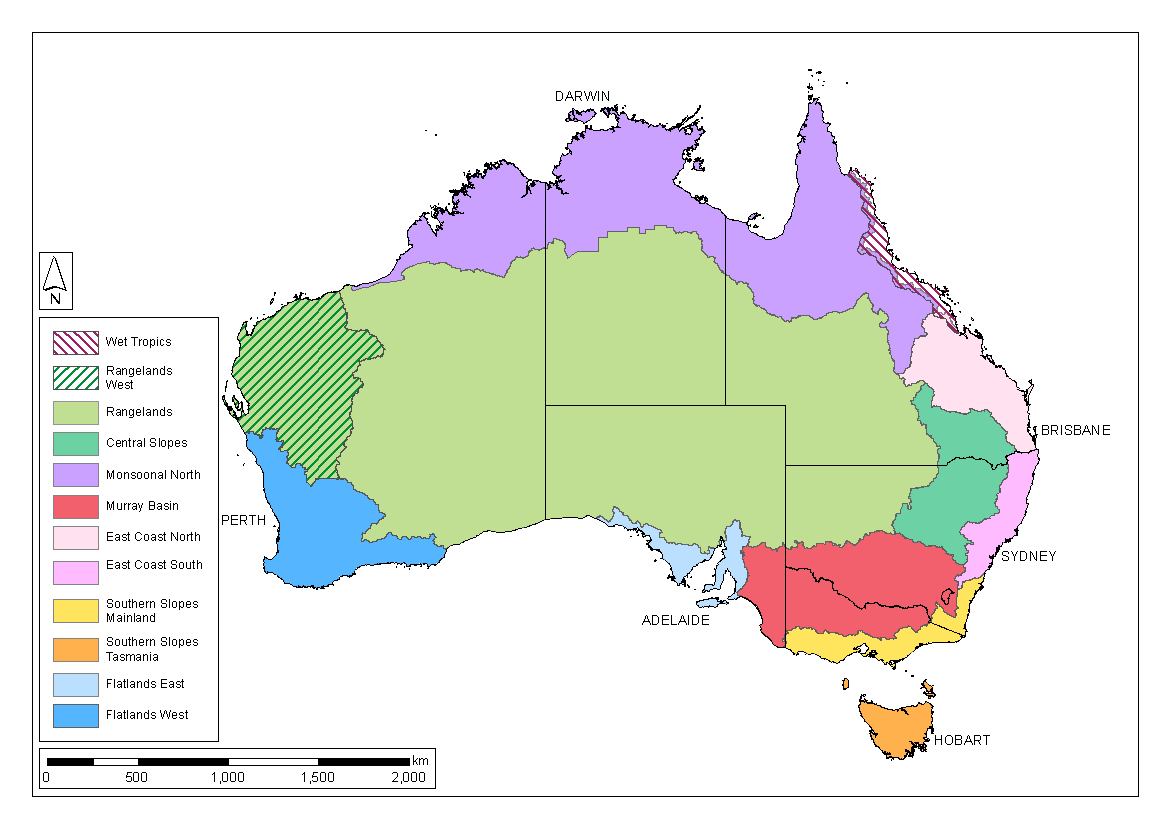 DARWIN
N
Wet Tropics
Rangelands
West
Rangelands
Central Slopes
Monsoonal North
Murray Basin
East Coast North
East Coast South
Southern Slopes
Mainland
Southern Slopes
Tasmania
Flatlands East
Flatlands West
BRISBANE
PERTH
SYDNEY
ADELAIDE
HOBART
km
0 500 1,000 1,500 2,000